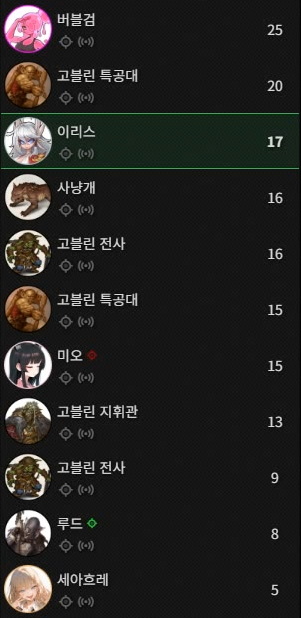 버블검
25
고블린 특공대
20
이리스
17
사냥개
16
고블린 전사
16
고블린 특공대
15
미오
15
고블린 지휘관
13
고블린 전사
9
루드
8
세아흐레
5